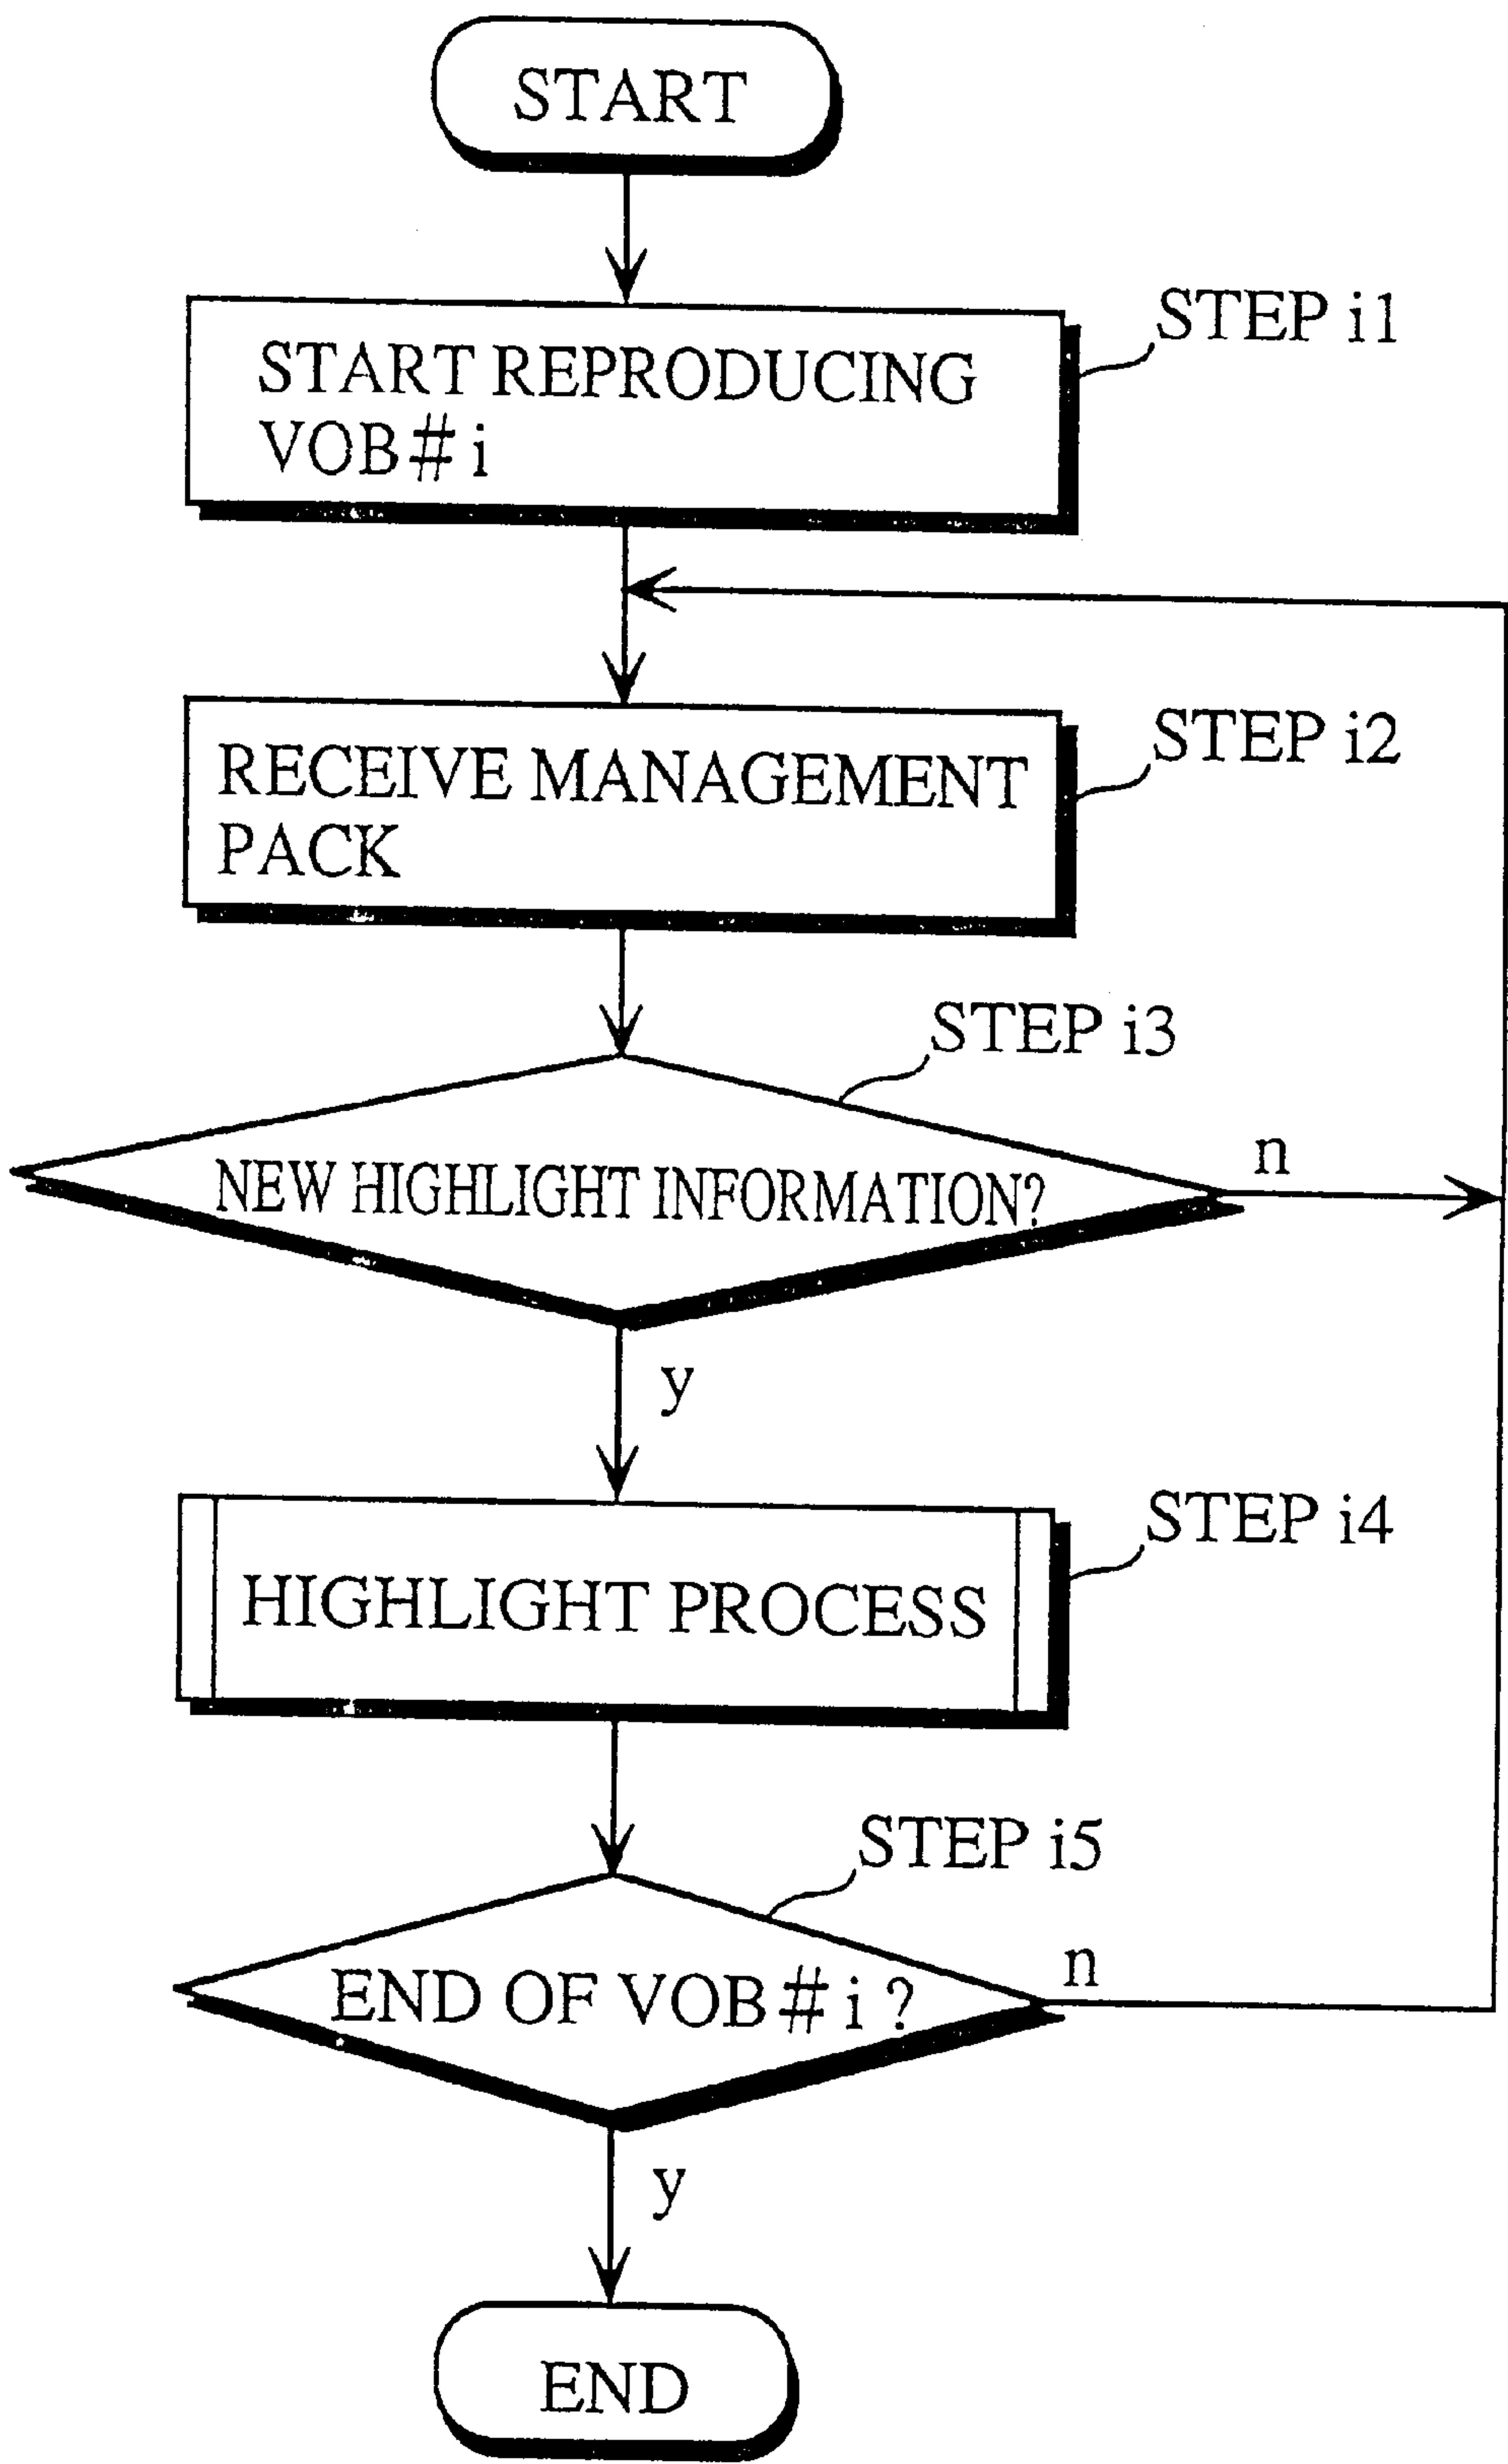 START
START REPRODUCING
VOB#i
STEP i1
RECEIVE MANAGEMENT
PACK
STEP i2
STEP i3
NEW HIGHLIGHT INFORMATION?
n
y
HIGHLIGHT PROCESS
STEP i4
STEP i5
END OF VOB#i?
n
y
END